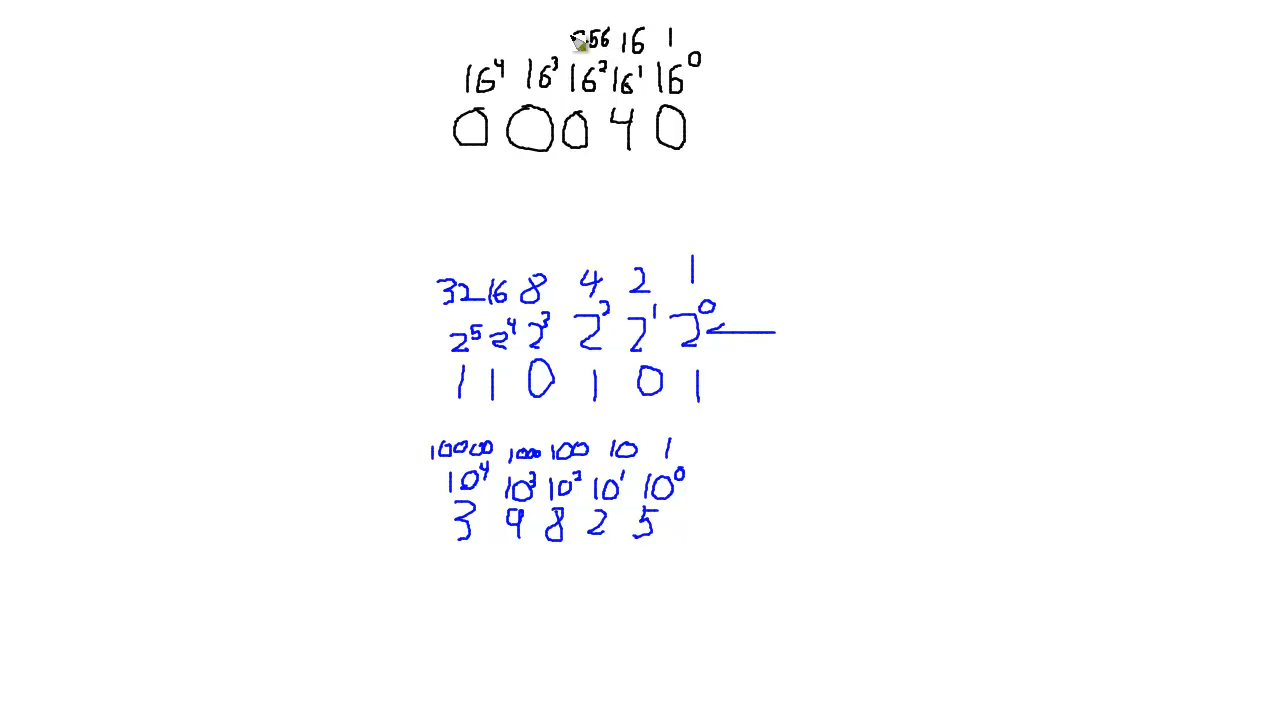 16 1
16⁴ 16³ 16² 16¹ 16⁰
0 0 0 4 0
32 16 8 4 2 1
2⁵ 2⁴ 2³ 2² 2¹ 2⁰
1 1 0 1 0 1
10000 1000 100 10 1
10⁴ 10³ 10² 10¹ 10⁰
3 9 8 2 5